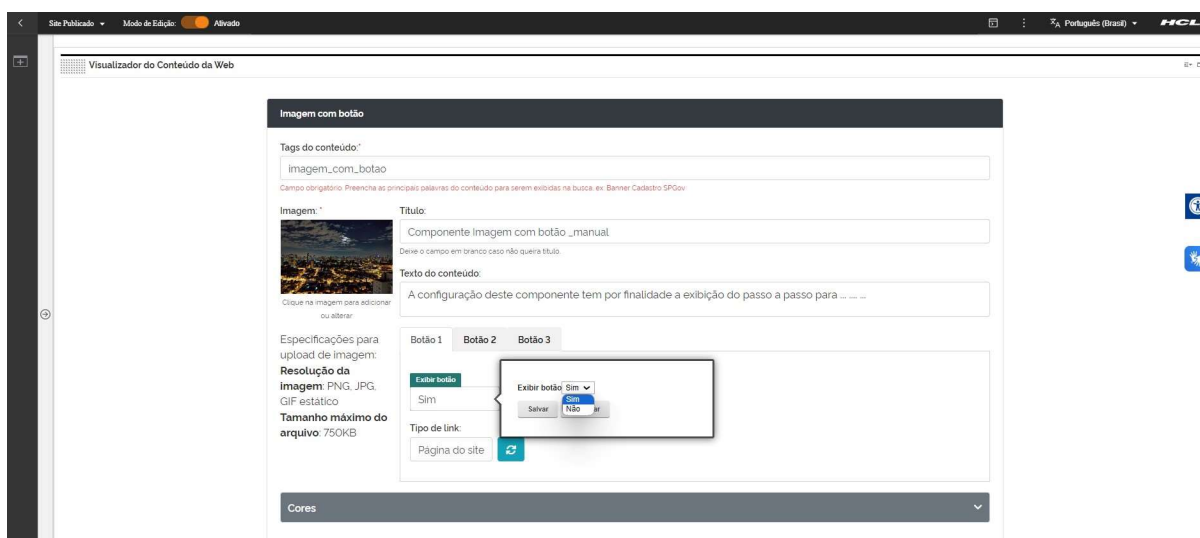 Site Publicado
Modo de Edição:
Ativado
Português (Brasil)
HCL
Visualizador do Conteúdo da Web
Imagem com botão
Tags do conteúdo:*
imagem_com_botao
Campo obrigatório. Preencha as principais palavras do conteúdo para serem exibidas na busca. ex. Banner Cadastro SPGov
Imagem: *
Título:
Componente Imagem com botão _manual
Deixe o campo em branco caso não queira título.
Texto do conteúdo:
A configuração deste componente tem por finalidade a exibição do passo a passo para ... .... ...
Clique na imagem para adicionar
ou alterar
Especificações para
upload de imagem:
Resolução da
imagem: PNG, JPG,
GIF estático
Tamanho máximo do
arquivo: 750KB
Botão 1
Botão 2
Botão 3
Exibir botão
Sim
Exibir botão Sim
Sim
Não
Salvar
Tipo de link:
Página do site
Cores